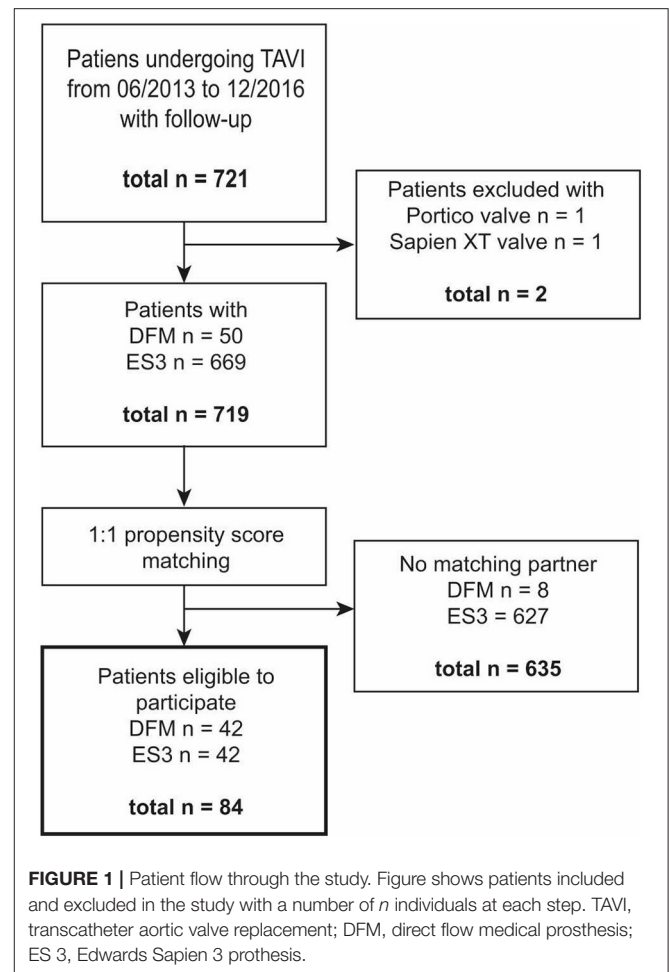 Patiens undergoing TAVI
from 06/2013 to 12/2016
with follow-up
total n = 721
Patients excluded with
Portico valve n = 1
Sapien XT valve n = 1
total n = 2
Patients with
DFM n = 50
ES3 n = 669
total n = 719
1:1 propensity score
matching
No matching partner
DFM n = 8
ES3 = 627
total n = 635
Patients eligible to
participate
DFM n = 42
ES3 n = 42
total n = 84
FIGURE 1 | Patient flow through the study. Figure shows patients included
and excluded in the study with a number of n individuals at each step. TAVI,
transcatheter aortic valve replacement; DFM, direct flow medical prosthesis;
ES 3, Edwards Sapien 3 prothesis.